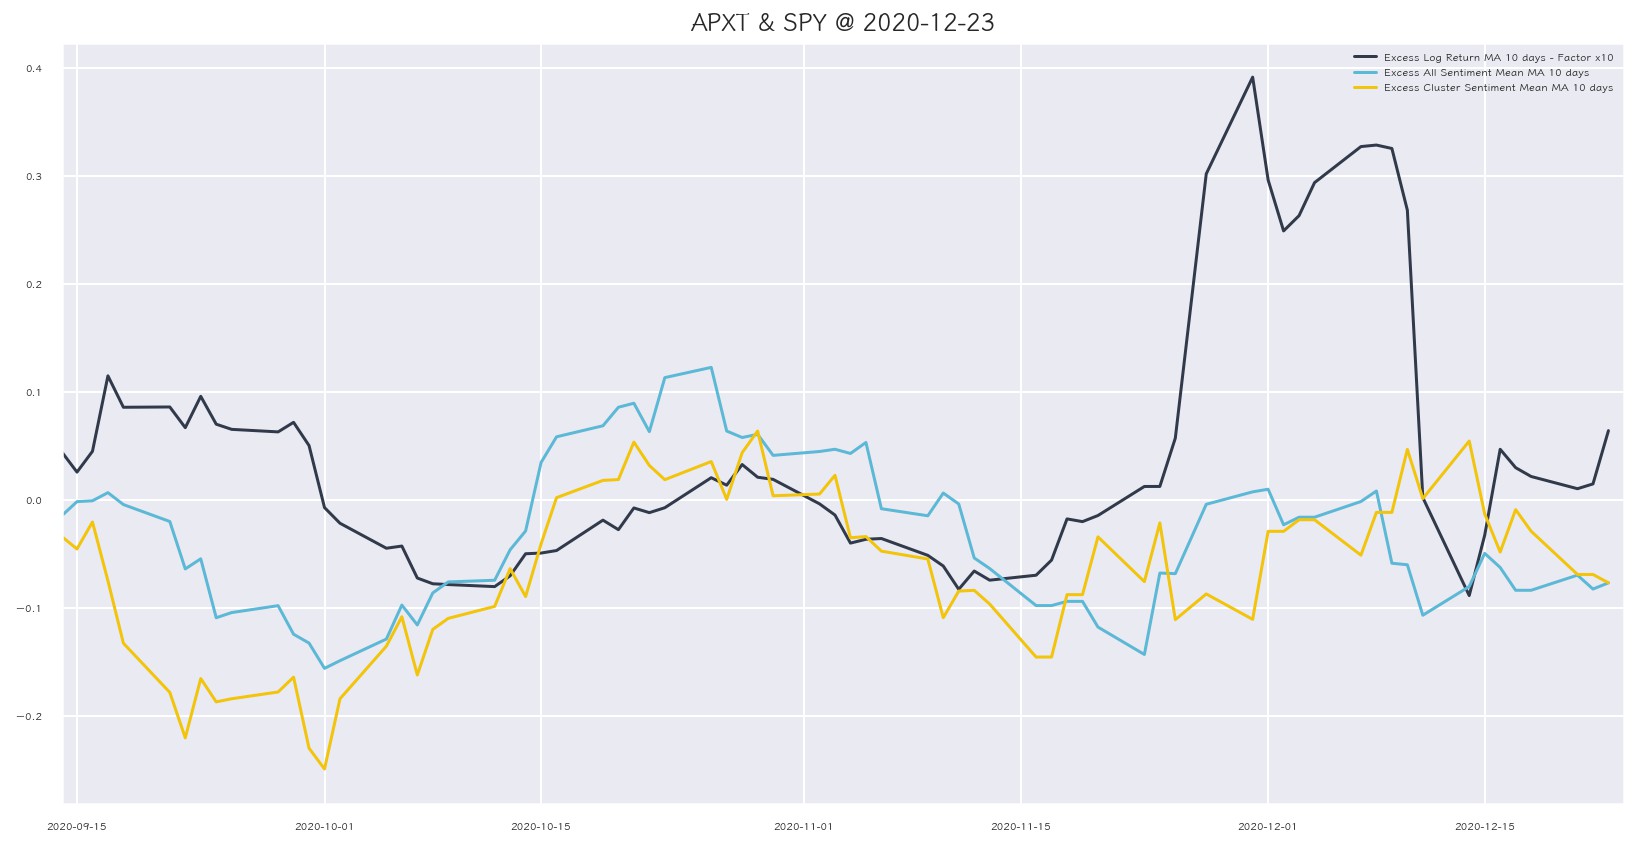 APXT & SPY @ 2020-12-23
Excess Log Return MA 10 days - Factor x10
Excess All Sentiment Mean MA 10 days
Excess Cluster Sentiment Mean MA 10 days
0.4
0.3
0.2
0.1
0.0
−0.1
−0.2
2020-09-15 2020-10-01 2020-10-15 2020-11-01 2020-11-15 2020-12-01 2020-12-15